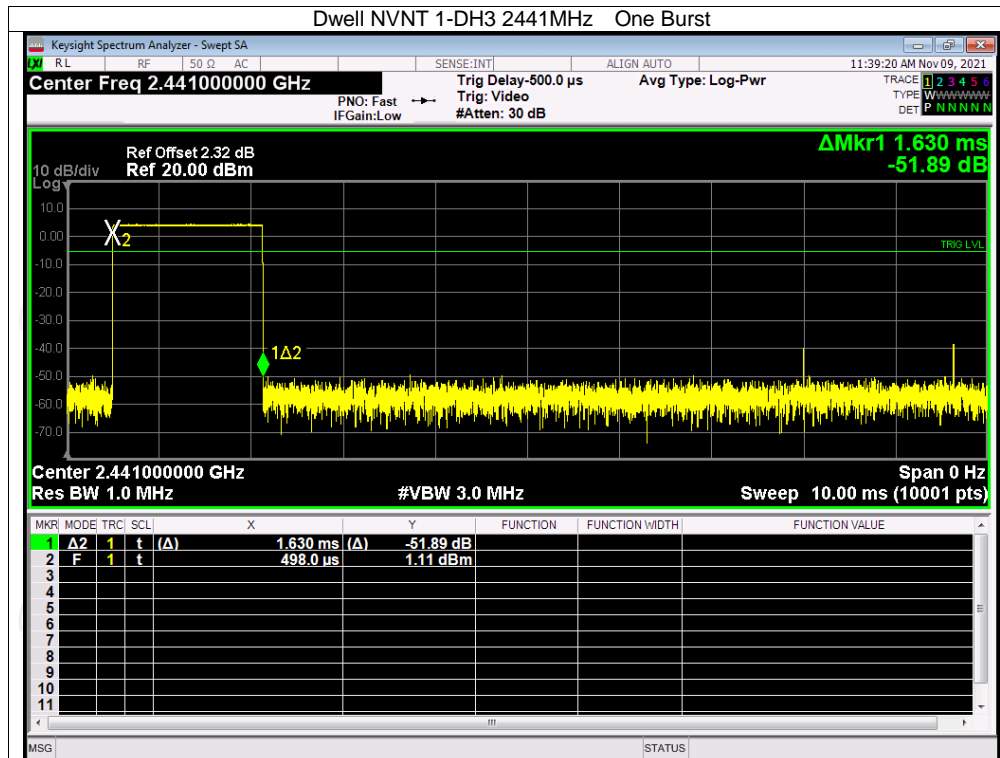 Dwell NVNT 1-DH3 2441MHz One Burst
Keysight Spectrum Analyzer - Swept SA
LXI RL RF 50 Ω AC SENSE:INT ALIGN AUTO 11:39:20 AM Nov 09, 2021
Center Freq 2.441000000 GHz Trig Delay-500.0 µs Avg Type: Log-Pwr TRACE 1 2 3 4 5 6
PNO: Fast Trig: Video TYPE WWWWWW
IFGain:Low #Atten: 30 dB DET P N N N N N
ΔMkr1 1.630 ms
-51.89 dB
Ref Offset 2.32 dB
10 dB/div Ref 20.00 dBm
Log
10.0
0.00
2
TRIG LVL
-10.0
-20.0
-30.0
-40.0
1Δ2
-50.0
-60.0
-70.0
Center 2.441000000 GHz Span 0 Hz
Res BW 1.0 MHz #VBW 3.0 MHz Sweep 10.00 ms (10001 pts)
MKR MODE TRC SCL X Y FUNCTION FUNCTION WIDTH FUNCTION VALUE
1 Δ2 1 t (Δ) 1.630 ms (Δ) -51.89 dB
2 F 1 t 498.0 µs 1.11 dBm
3
4
5
6
7
8
9
10
11
MSG STATUS